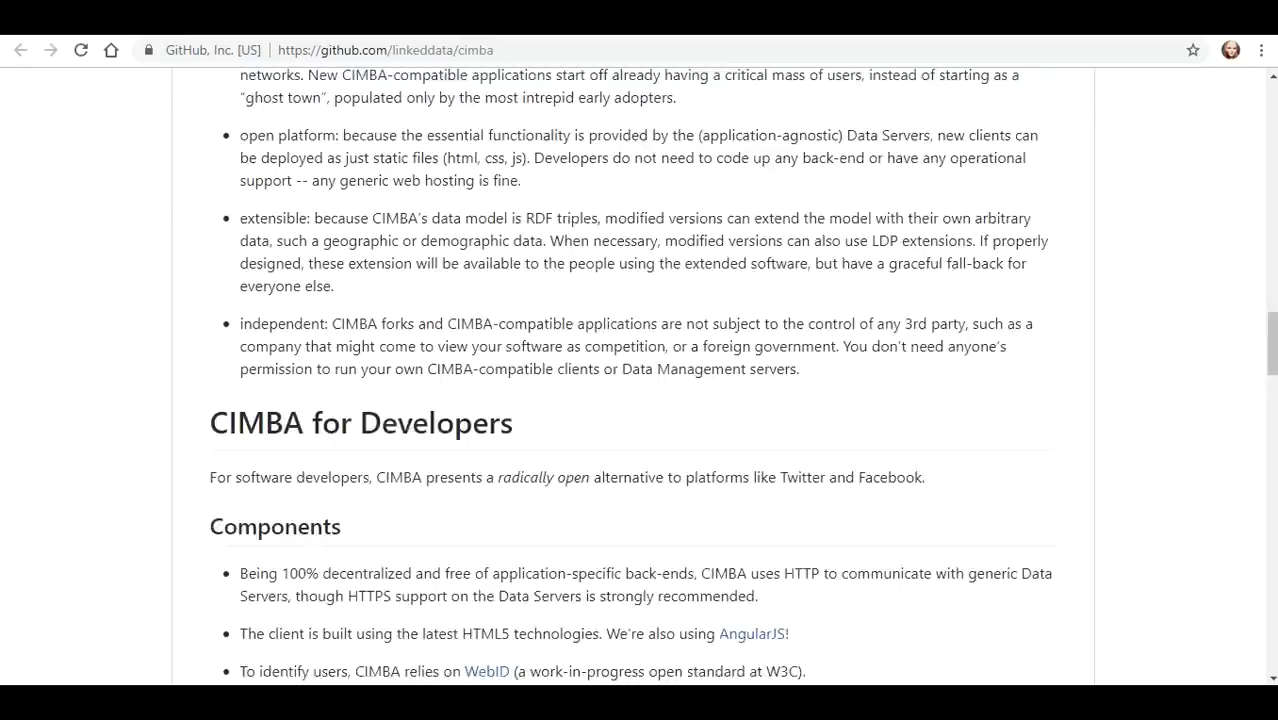 GitHub, Inc. [US] https://github.com/linkeddata/cimba
networks. New CIMBA-compatible applications start off already having a critical mass of users, instead of starting as a
“ghost town”, populated only by the most intrepid early adopters.
• open platform: because the essential functionality is provided by the (application-agnostic) Data Servers, new clients can
be deployed as just static files (html, css, js). Developers do not need to code up any back-end or have any operational
support -- any generic web hosting is fine.
• extensible: because CIMBA's data model is RDF triples, modified versions can extend the model with their own arbitrary
data, such a geographic or demographic data. When necessary, modified versions can also use LDP extensions. If properly
designed, these extension will be available to the people using the extended software, but have a graceful fall-back for
everyone else.
• independent: CIMBA forks and CIMBA-compatible applications are not subject to the control of any 3rd party, such as a
company that might come to view your software as competition, or a foreign government. You don't need anyone's
permission to run your own CIMBA-compatible clients or Data Management servers.
CIMBA for Developers
For software developers, CIMBA presents a radically open alternative to platforms like Twitter and Facebook.
Components
• Being 100% decentralized and free of application-specific back-ends, CIMBA uses HTTP to communicate with generic Data
Servers, though HTTPS support on the Data Servers is strongly recommended.
• The client is built using the latest HTML5 technologies. We're also using AngularJS!
• To identify users, CIMBA relies on WebID (a work-in-progress open standard at W3C).